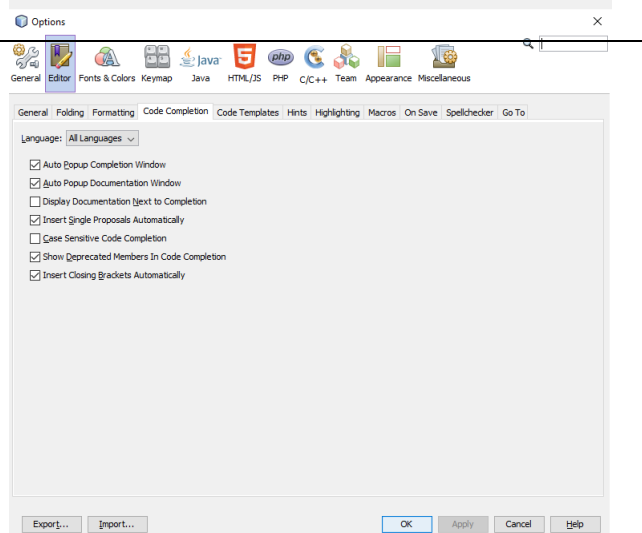 Options
Java
5
php
General Editor Fonts & Colors Keymap Java HTML/JS PHP C/C++ Team Appearance Miscellaneous
General Folding Formatting Code Completion Code Templates Hints Highlighting Macros On Save Spellchecker Go To
Language: All Languages
Auto Popup Completion Window
Auto Popup Documentation Window
Display Documentation Next to Completion
Insert Single Proposals Automatically
Case Sensitive Code Completion
Show Deprecated Members In Code Completion
Insert Closing Brackets Automatically
Export... Import... OK Apply Cancel Help